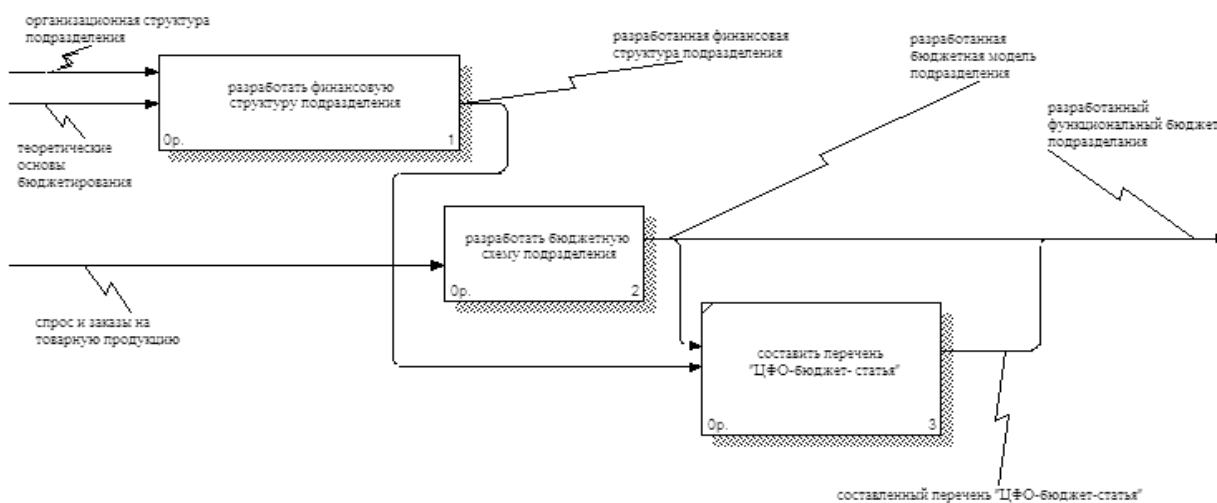 организационная структура
подразделения
разработанная финансовая
структура подразделения
разработанная
бюджетная модель
подразделения
разработать финансовую
структуру подразделения
0р.
1
разработанный
функциональный бюджет
подразделания
теоретические
основы
бюджетирования
разработать бюджетную
схему подразделения
0р.
2
спрос и заказы на
товарную продукцию
составить перечень
"ЦФО-бюджет- статья"
0р.
3
составленный перечень "ЦФО-бюджет-статья"